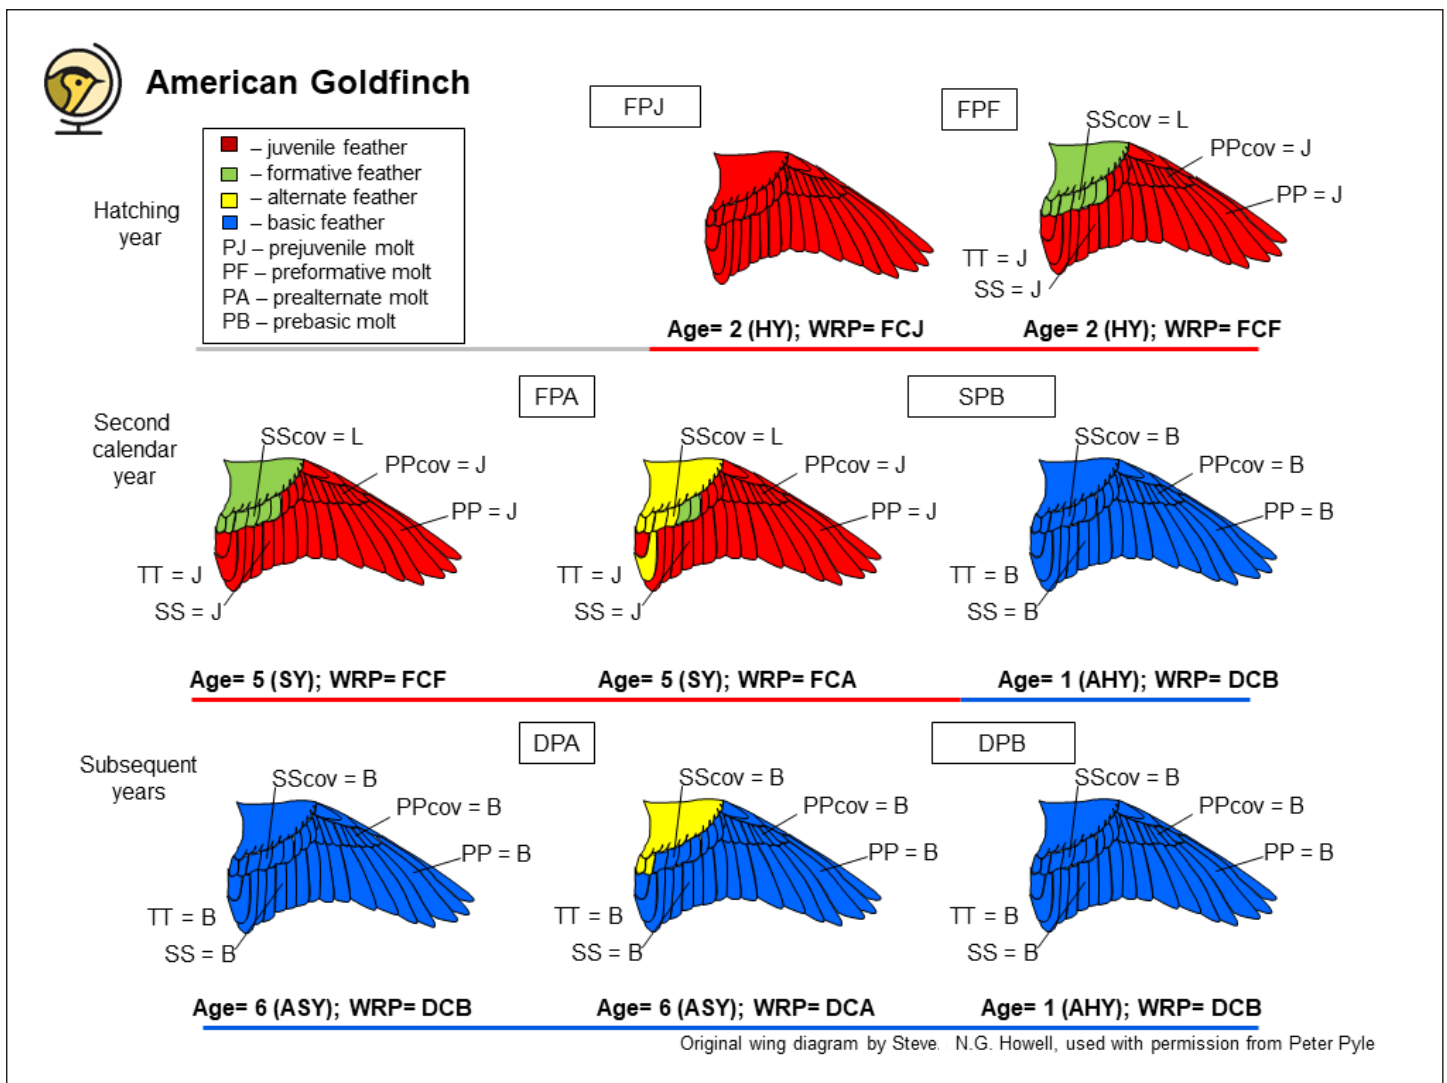 American Goldfinch
FPJ
FPF
– juvenile feather
– formative feather
– alternate feather
– basic feather
PJ – prejuvenile molt
PF – preformative molt
PA – prealternate molt
PB – prebasic molt
Hatching
year
SScov = L
PPcov = J
PP = J
TT = J
SS = J
Age= 2 (HY); WRP= FCJ
Age= 2 (HY); WRP= FCF
FPA
SPB
Second
calendar
year
SScov = L
PPcov = J
PP = J
TT = J
SS = J
SScov = L
PPcov = J
PP = J
TT = J
SS = J
SScov = B
PPcov = B
PP = B
TT = B
SS = B
Age= 5 (SY); WRP= FCF
Age= 5 (SY); WRP= FCA
Age= 1 (AHY); WRP= DCB
DPA
DPB
Subsequent
years
SScov = B
PPcov = B
PP = B
TT = B
SS = B
SScov = B
PPcov = B
PP = B
TT = B
SS = B
SScov = B
PPcov = B
PP = B
TT = B
SS = B
Age= 6 (ASY); WRP= DCB
Age= 6 (ASY); WRP= DCA
Age= 1 (AHY); WRP= DCB
Original wing diagram by Steve. N.G. Howell, used with permission from Peter Pyle